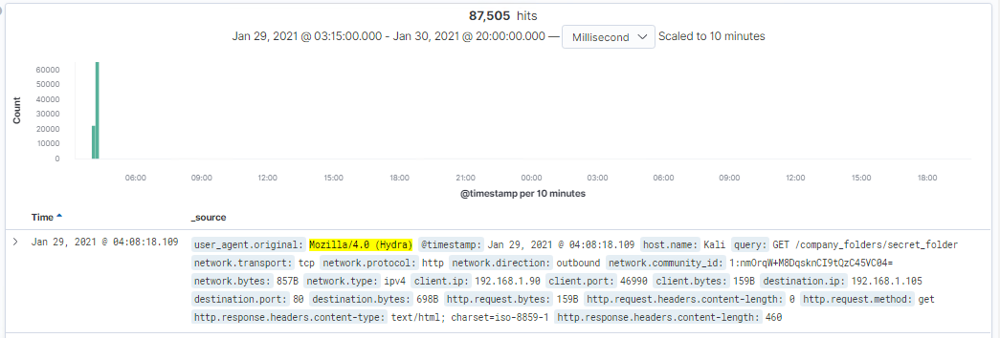 87,505 hits
Jan 29, 2021 @ 03:15:00.000 - Jan 30, 2021 @ 20:00:00.000 — Millisecond Scaled to 10 minutes
60000
50000
40000
30000
20000
10000
0
Count
06:00 09:00 12:00 15:00 18:00 21:00 00:00 03:00 06:00 09:00 12:00 15:00 18:00
@timestamp per 10 minutes
Time _source
Jan 29, 2021 @ 04:08:18.109 user_agent.original: Mozilla/4.0 (Hydra) @timestamp: Jan 29, 2021 @ 04:08:18.109 host.name: Kali query: GET /company_folders/secret_folder
network.transport: tcp network.protocol: http network.direction: outbound network.community_id: 1:nmOrqW+M8DqsknCI9tQzC45VC04=
network.bytes: 857B network.type: ipv4 client.ip: 192.168.1.90 client.port: 46990 client.bytes: 159B destination.ip: 192.168.1.105
destination.port: 80 destination.bytes: 698B http.request.bytes: 159B http.request.headers.content-length: 0 http.request.method: get
http.response.headers.content-type: text/html; charset=iso-8859-1 http.response.headers.content-length: 460